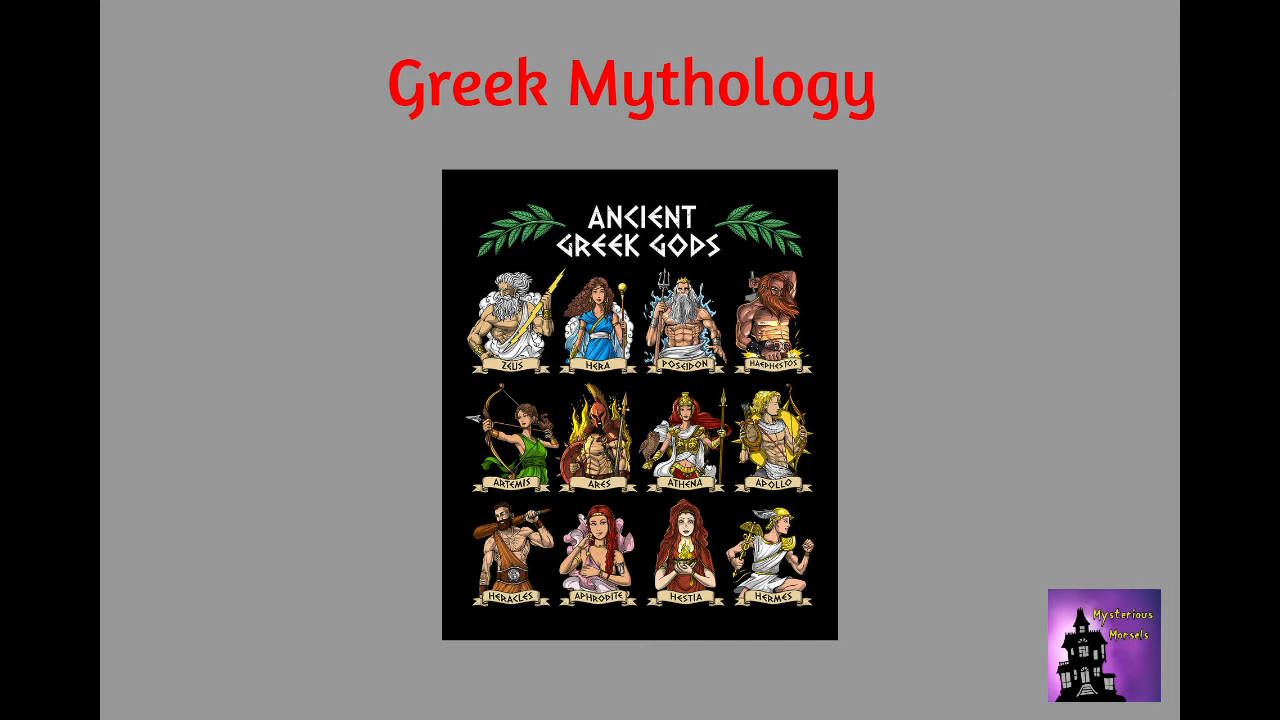 Greek Mythology
ANCIENT
GREEK GODS
ZEUS
HERA
POSEIDON
HAEPHESTOS
ARTEMIS
ARES
ATHENA
APOLLO
HERACLES
APHRODITE
HESTIA
HERMES
Mysterious
Morsels